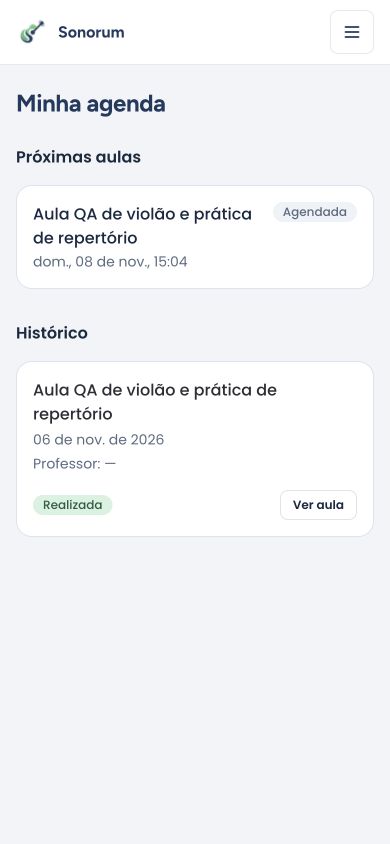 Sonorum
Minha agenda
Próximas aulas
Aula QA de violão e prática
de repertório
Agendada
dom., 08 de nov., 15:04
Histórico
Aula QA de violão e prática de
repertório
06 de nov. de 2026
Professor: —
Realizada
Ver aula